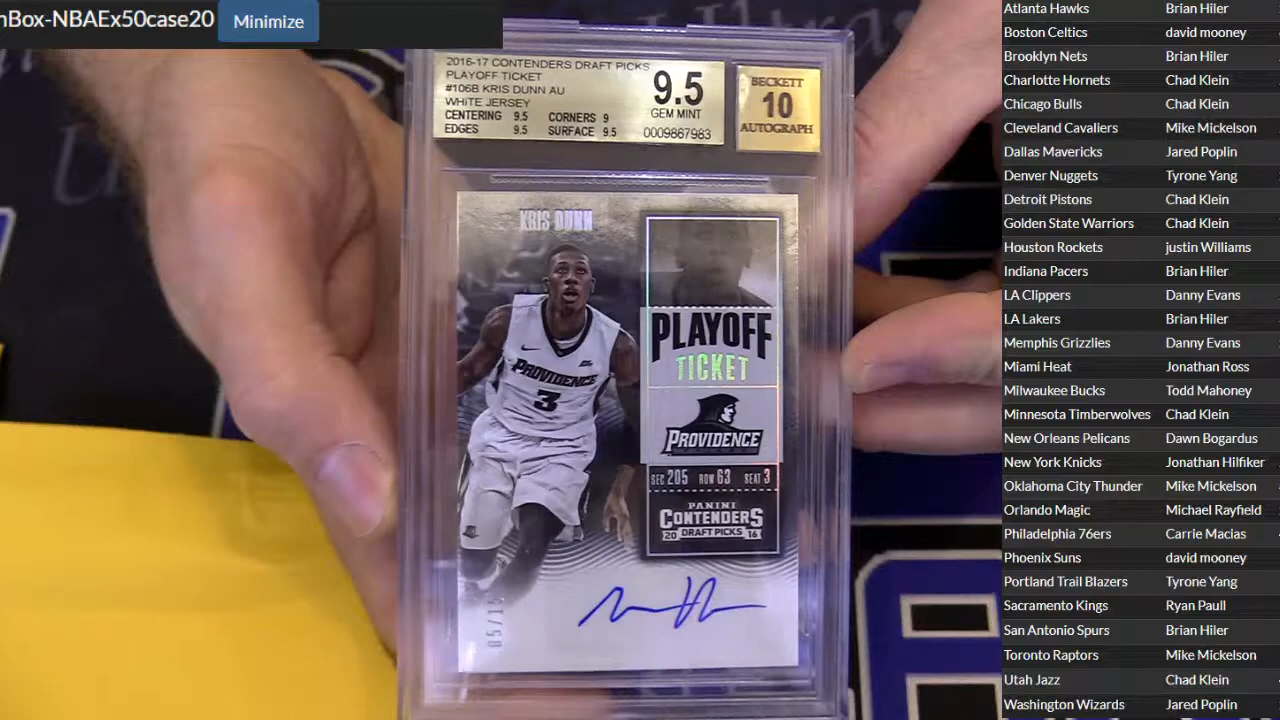 nBox-NBAEx50case20 Minimize
2016-17 CONTENDERS DRAFT PICKS
PLAYOFF TICKET
#106B KRIS DUNN AU
WHITE JERSEY
CENTERING 9.5 CORNERS 9
EDGES 9.5 SURFACE 9.5
9.5
GEM MINT
0009867983
BECKETT
10
AUTOGRAPH
KRIS DUNN
PLAYOFF
TICKET
PROVIDENCE
3
PROVIDENCE
SEC 205 ROW 63 SEAT 3
PANINI
CONTENDERS
20 DRAFT PICKS 16
05/15
Atlanta Hawks Brian Hiler
Boston Celtics david mooney
Brooklyn Nets Brian Hiler
Charlotte Hornets Chad Klein
Chicago Bulls Chad Klein
Cleveland Cavaliers Mike Mickelson
Dallas Mavericks Jared Poplin
Denver Nuggets Tyrone Yang
Detroit Pistons Chad Klein
Golden State Warriors Chad Klein
Houston Rockets justin Williams
Indiana Pacers Brian Hiler
LA Clippers Danny Evans
LA Lakers Brian Hiler
Memphis Grizzlies Danny Evans
Miami Heat Jonathan Ross
Milwaukee Bucks Todd Mahoney
Minnesota Timberwolves Chad Klein
New Orleans Pelicans Dawn Bogardus
New York Knicks Jonathan Hilfiker
Oklahoma City Thunder Mike Mickelson
Orlando Magic Michael Rayfield
Philadelphia 76ers Carrie Macias
Phoenix Suns david mooney
Portland Trail Blazers Tyrone Yang
Sacramento Kings Ryan Paull
San Antonio Spurs Brian Hiler
Toronto Raptors Mike Mickelson
Utah Jazz Chad Klein
Washington Wizards Jared Poplin